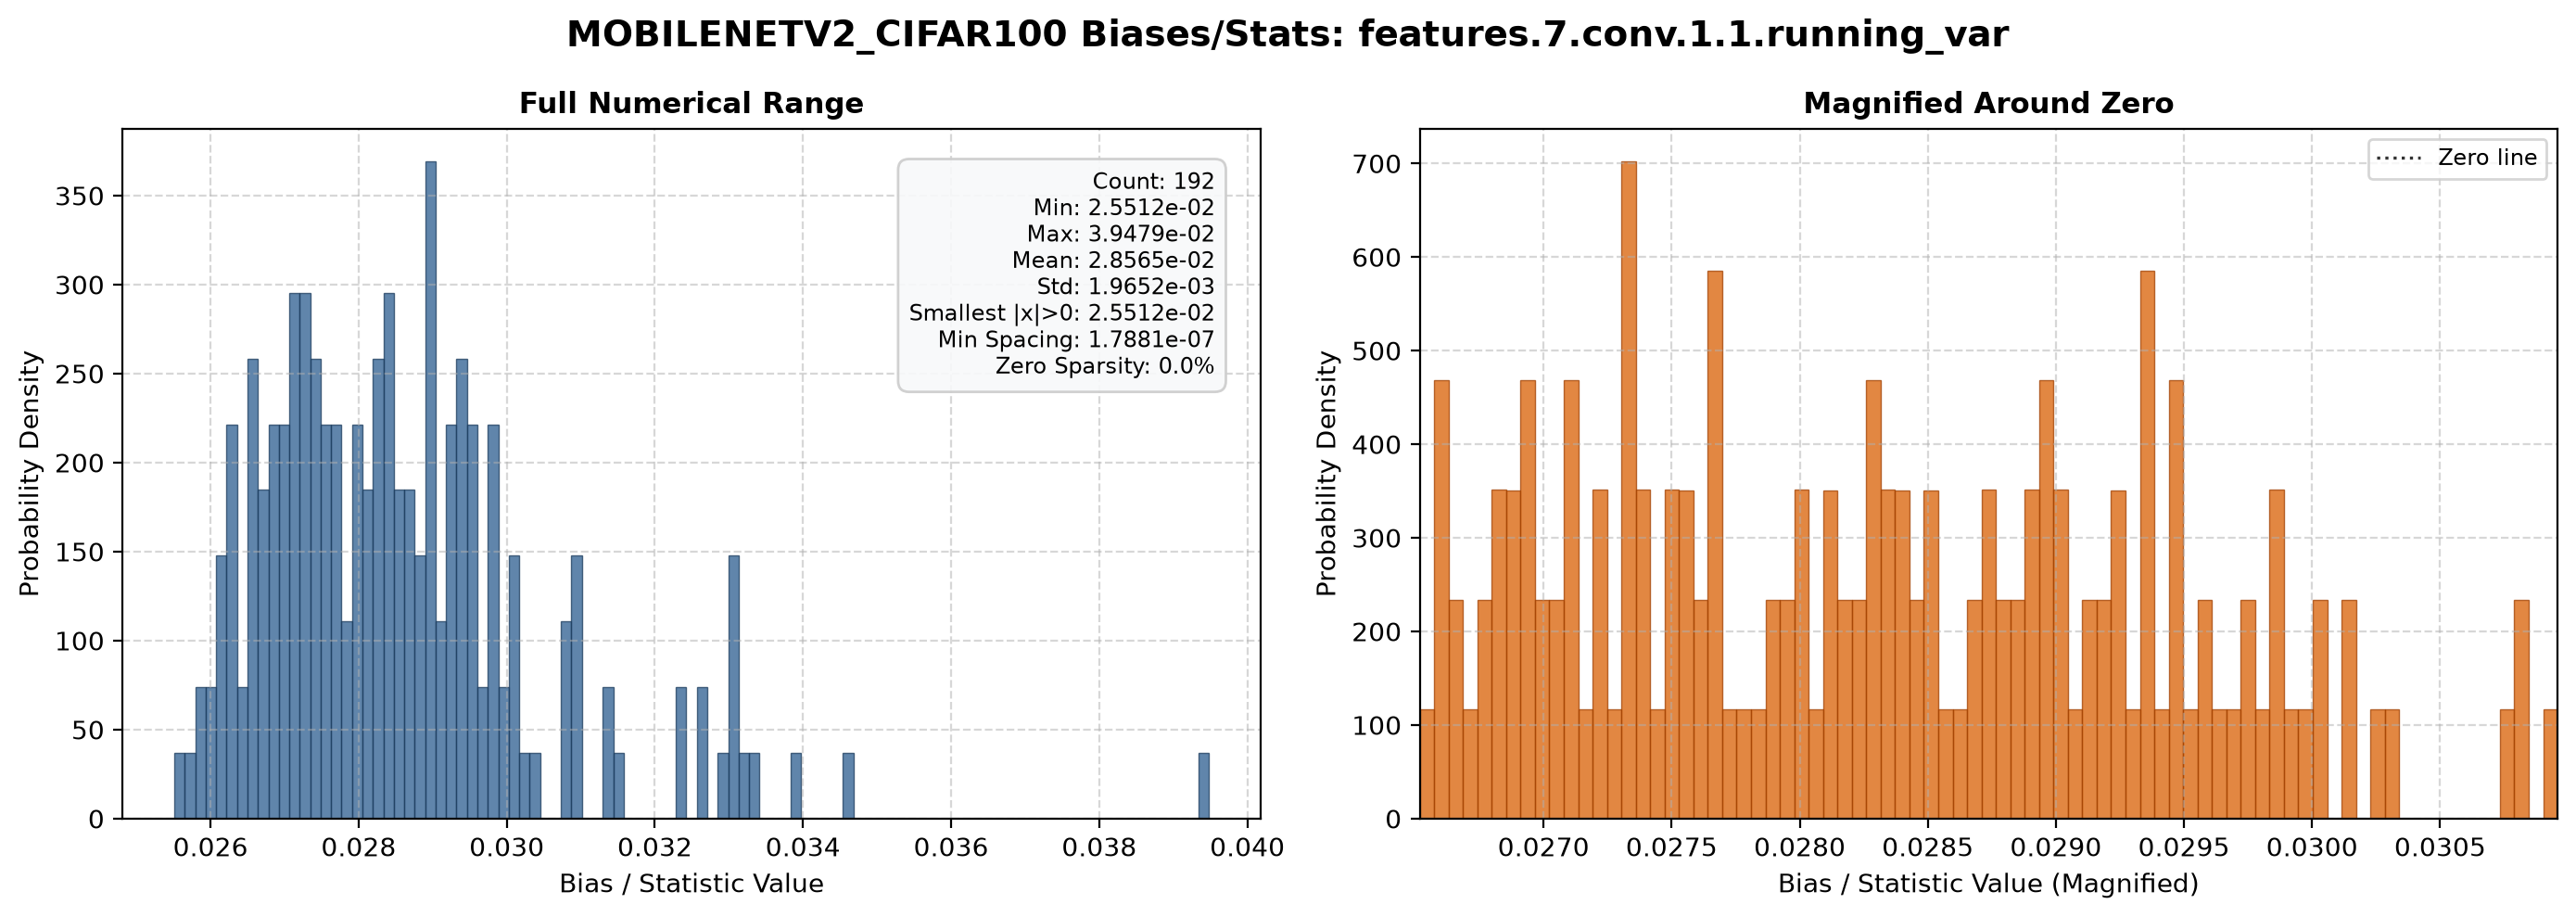 MOBILENETV2_CIFAR100 Biases/Stats: features.7.conv.1.1.running_var
Full Numerical Range
350
300
250
200
150
100
50
0
Probability Density
Count: 192
Min: 2.5512e-02
Max: 3.9479e-02
Mean: 2.8565e-02
Std: 1.9652e-03
Smallest |x|>0: 2.5512e-02
Min Spacing: 1.7881e-07
Zero Sparsity: 0.0%
0.026 0.028 0.030 0.032 0.034 0.036 0.038 0.040
Bias / Statistic Value
Magnified Around Zero
700
600
500
400
300
200
100
0
Probability Density
Zero line
0.0270 0.0275 0.0280 0.0285 0.0290 0.0295 0.0300 0.0305
Bias / Statistic Value (Magnified)